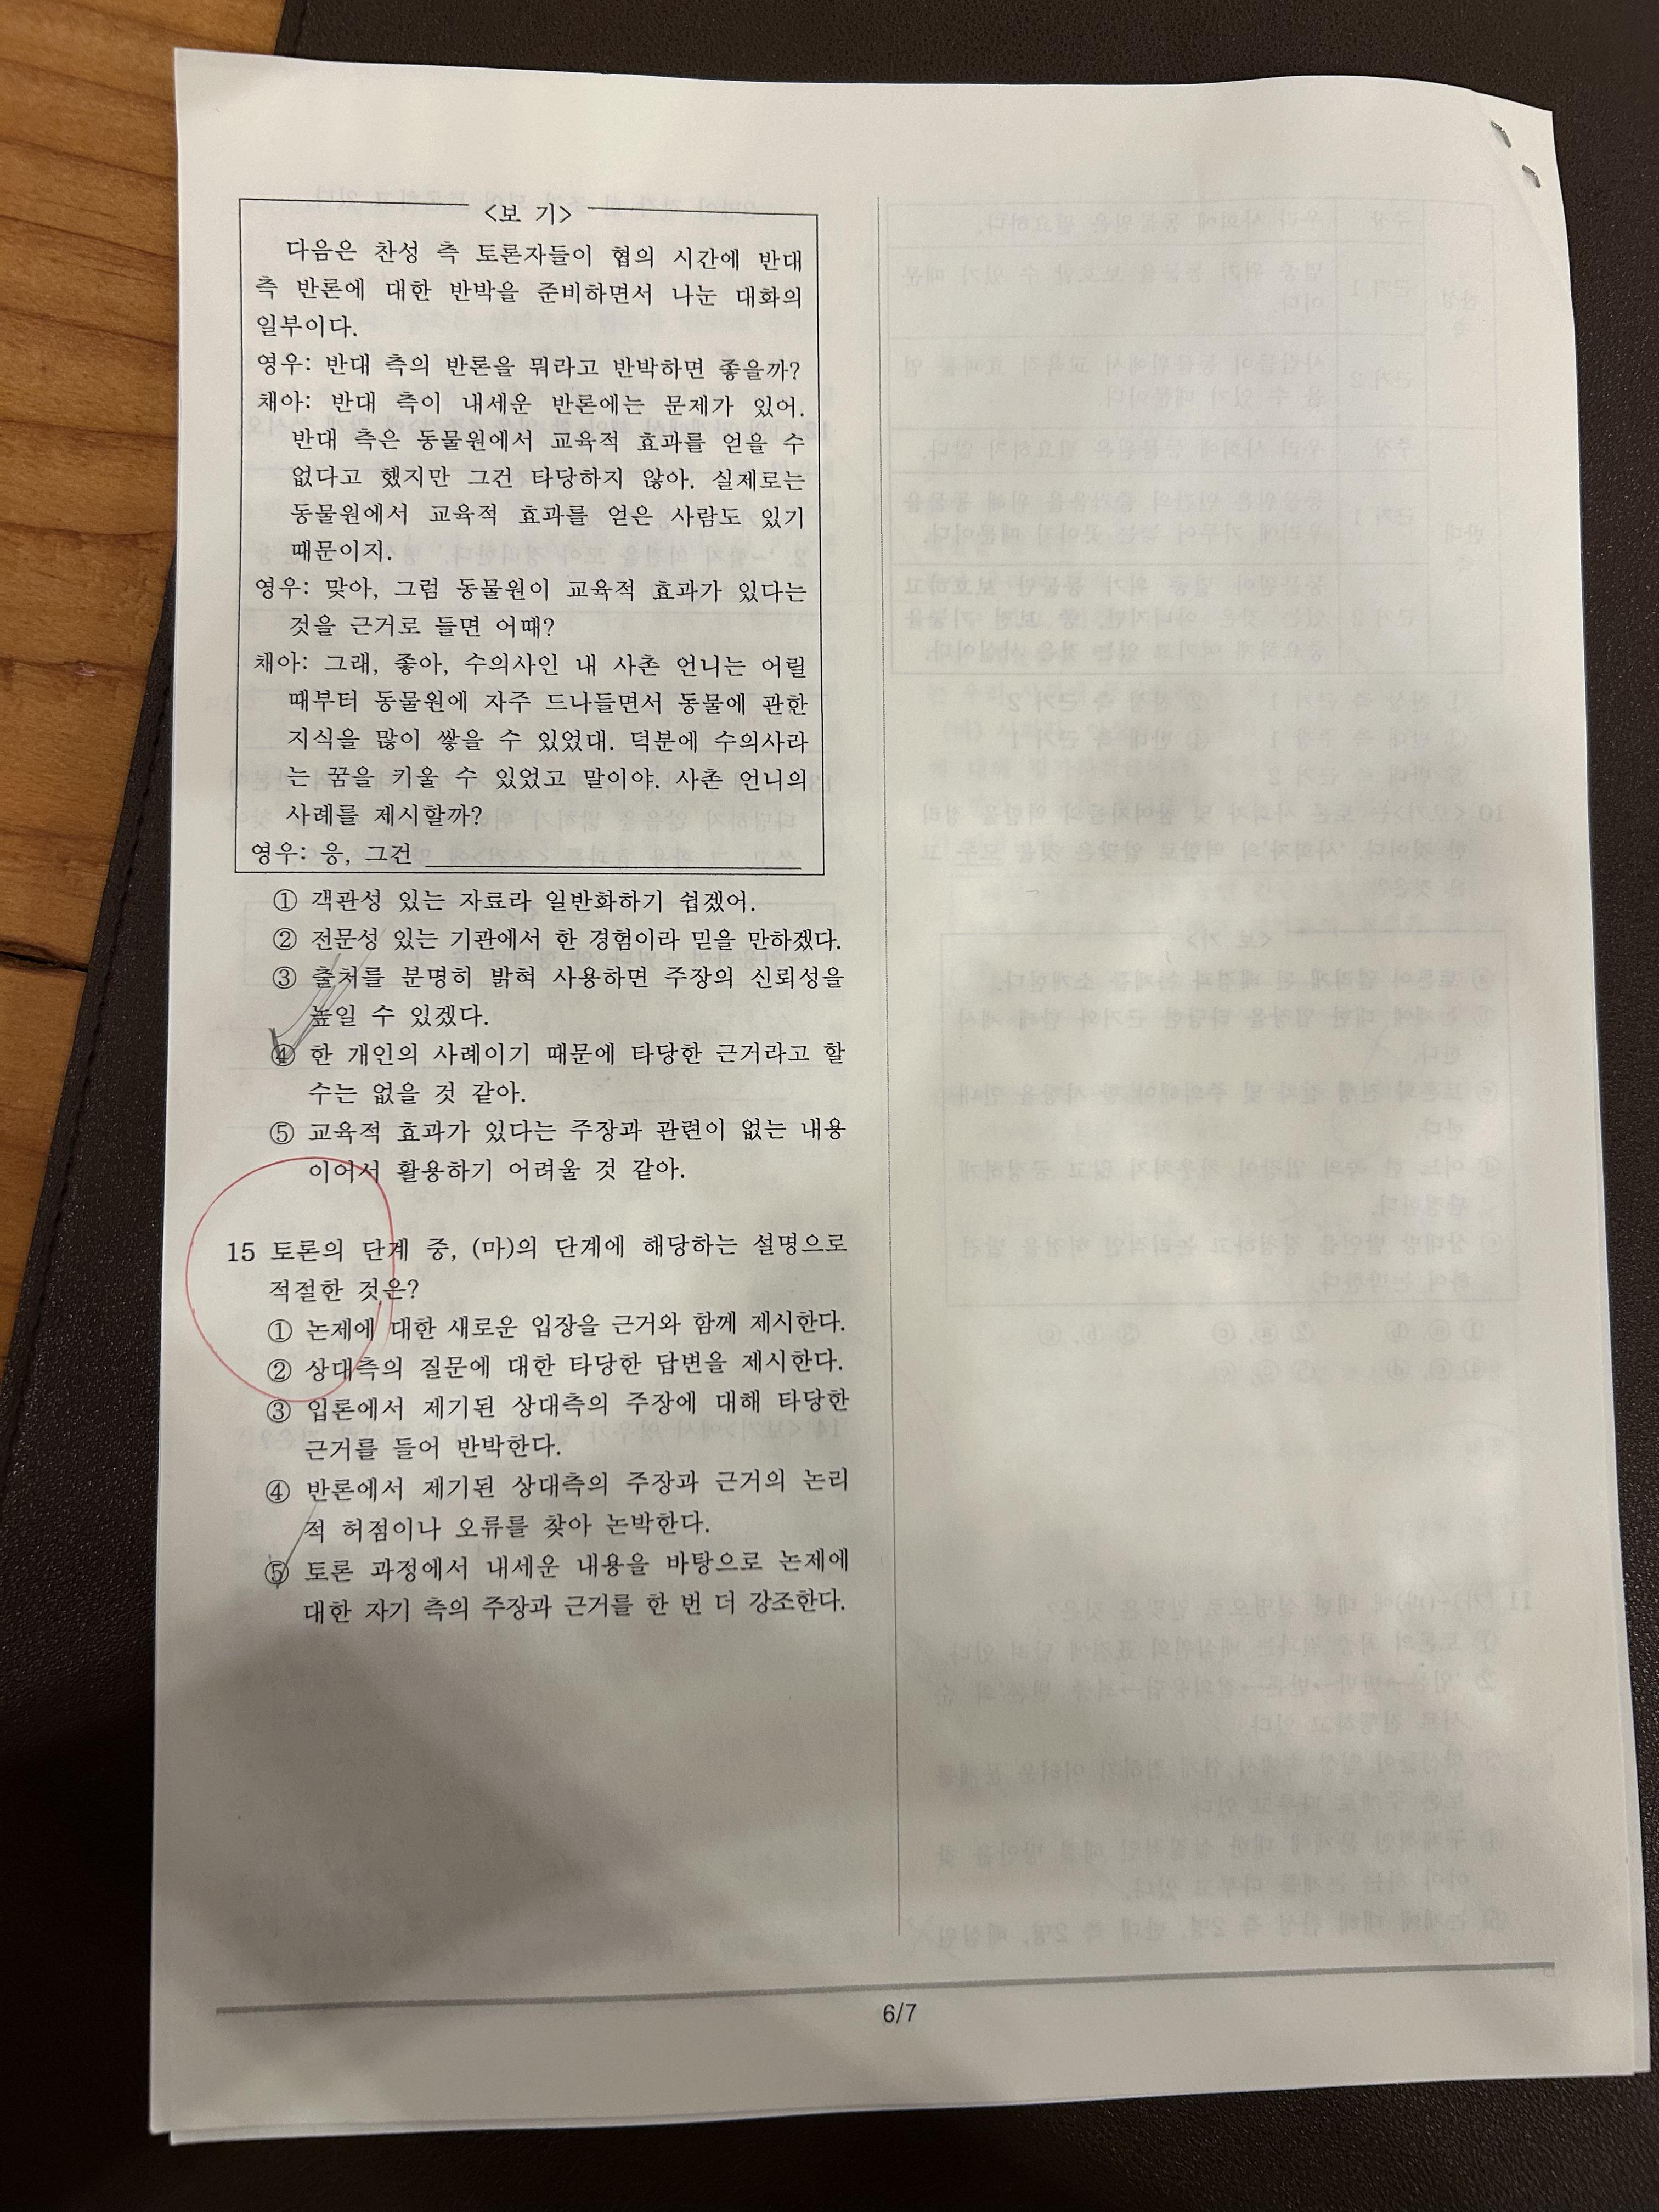 <보 기>
다음은 찬성 측 토론자들이 협의 시간에 반대
측 반론에 대한 반박을 준비하면서 나눈 대화의
일부이다.
영우: 반대 측의 반론을 뭐라고 반박하면 좋을까?
채아: 반대 측이 내세운 반론에는 문제가 있어.
반대 측은 동물원에서 교육적 효과를 얻을 수
없다고 했지만 그건 타당하지 않아. 실제로는
동물원에서 교육적 효과를 얻은 사람도 있기
때문이지.
영우: 맞아, 그럼 동물원이 교육적 효과가 있다는
것을 근거로 들면 어때?
채아: 그래, 좋아, 수의사인 내 사촌 언니는 어릴
때부터 동물원에 자주 드나들면서 동물에 관한
지식을 많이 쌓을 수 있었대. 덕분에 수의사라
는 꿈을 키울 수 있었고 말이야. 사촌 언니의
사례를 제시할까?
영우: 응, 그건
① 객관성 있는 자료라 일반화하기 쉽겠어.
② 전문성 있는 기관에서 한 경험이라 믿을 만하겠다.
③ 출처를 분명히 밝혀 사용하면 주장의 신뢰성을
높일 수 있겠다.
④ 한 개인의 사례이기 때문에 타당한 근거라고 할
수는 없을 것 같아.
⑤ 교육적 효과가 있다는 주장과 관련이 없는 내용
이어서 활용하기 어려울 것 같아.
15 토론의 단계 중, (마)의 단계에 해당하는 설명으로
적절한 것은?
① 논제에 대한 새로운 입장을 근거와 함께 제시한다.
② 상대측의 질문에 대한 타당한 답변을 제시한다.
③ 입론에서 제기된 상대측의 주장에 대해 타당한
근거를 들어 반박한다.
④ 반론에서 제기된 상대측의 주장과 근거의 논리
적 허점이나 오류를 찾아 논박한다.
⑤ 토론 과정에서 내세운 내용을 바탕으로 논제에
대한 자기 측의 주장과 근거를 한 번 더 강조한다.
6/7